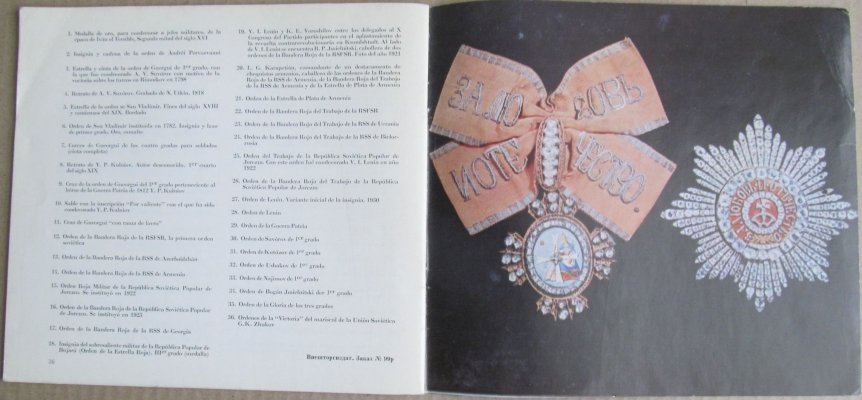 1. Medalla de oro, para condecorar a jefes militares, de la
época de Iván el Terrible. Segunda mitad del siglo XVI
2. Insignia y cadena de la orden de Andréi Pervozvanni
3. Estrella y cinta de la orden de Gueorgui de 1er grado, con
la que fue condecorado A. V. Suvórov con motivo de la
victoria sobre los turcos en Rimnikov en 1789
4. Retrato de A. V. Suvórov. Grabado de N. Utkin. 1818
5. Estrella de la orden se San Vladímir. Fines del siglo XVIII
y comienzos del XIX. Bordado
6. Orden de San Vladímir instituida en 1782. Insignia y lazo
de primer grado. Oro, esmalte
7. Cruces de Gueorgui de los cuatro grados para soldados
(cinta completa)
8. Retrato de Y. P. Kulniev. Autor desconocido. 1er cuarto
del siglo XIX
9. Cruz de la orden de Gueorgui del 3er grado perteneciente al
héroe de la Guerra Patria de 1812 Y. P. Kulniev
10. Sable con la inscripción "Por valiente" con el que fue
condecorado Y. P. Kulniev
11. Cruz de Gueorgui "con rama de laurel"
12. Orden de la Bandera Roja de la RSFSR, la primera orden
soviética
13. Orden de la Bandera Roja de la RSS de Azerbaidzhán
14. Orden de la Bandera Roja de la RSS de Armenia
15. Orden Roja Militar de la República Soviética Popular de
Jorezm. Se instituyó en 1922
16. Orden de la Bandera Roja de la República Soviética Popular
de Jorezm. Se instituyó en 1923
17. Orden de la Bandera Roja de la RSS de Georgia
18. Insignia del sobresaliente militar de la República Popular de
Bujará (Orden de la Estrella Roja). III grado (medalla)
36
19. V. I. Lenin y K. E. Voroshílov entre los delegados al X
Congreso del Partido participantes en el aplastamiento de
la revuelta contrarrevolucionaria en Kronshtadt. Al lado
de V. I. Lenin se encuentra R. P. Jmelnitski, caballero de dos
órdenes de la Bandera Roja de la RSFSR. Foto del año 1921
20. L. G. Karapetián, comandante de un destacamento de
chequistas armenios, caballero de las órdenes de la Bandera
Roja de la RSS de Armenia, de la Bandera Roja del Trabajo
de la RSS de Armenia y de la Estrella de Plata de Armenia
21. Orden de la Estrella de Plata de Armenia
22. Orden de la Bandera Roja del Trabajo de la RSFSR
23. Orden de la Bandera Roja del Trabajo de la RSS de Ucrania
24. Orden de la Bandera Roja del Trabajo de la RSS de Bielor-
rosia
25. Orden del Trabajo de la República Soviética Popular de
Jorezm. Con este orden fue condecorado V. I. Lenin en año
1922
26. Orden de la Bandera Roja del Trabajo de la República
Soviética Popular de Jorezm
27. Orden de Lenin. Variante inicial de la insignia. 1930
28. Orden de Lenin
29. Orden de la Guerra Patria
30. Orden de Suvórov de 1er grado
31. Orden de Kutúzov de 1er grado
32. Orden de Ushakov de 1er grado
33. Orden de Najímov de 1er grado
34. Orden de Bogdán Jmelnitski der 1er grado
35. Orden de la Gloria de los tres grados
36. Ordenes de la "Victoria" del mariscal de la Unión Soviética
G.K. Zhukov
Внешторгиздат. Заказ № 99р
ЗА ЛЮ БОВЬ
ИОТЕ ЧЕСТВО